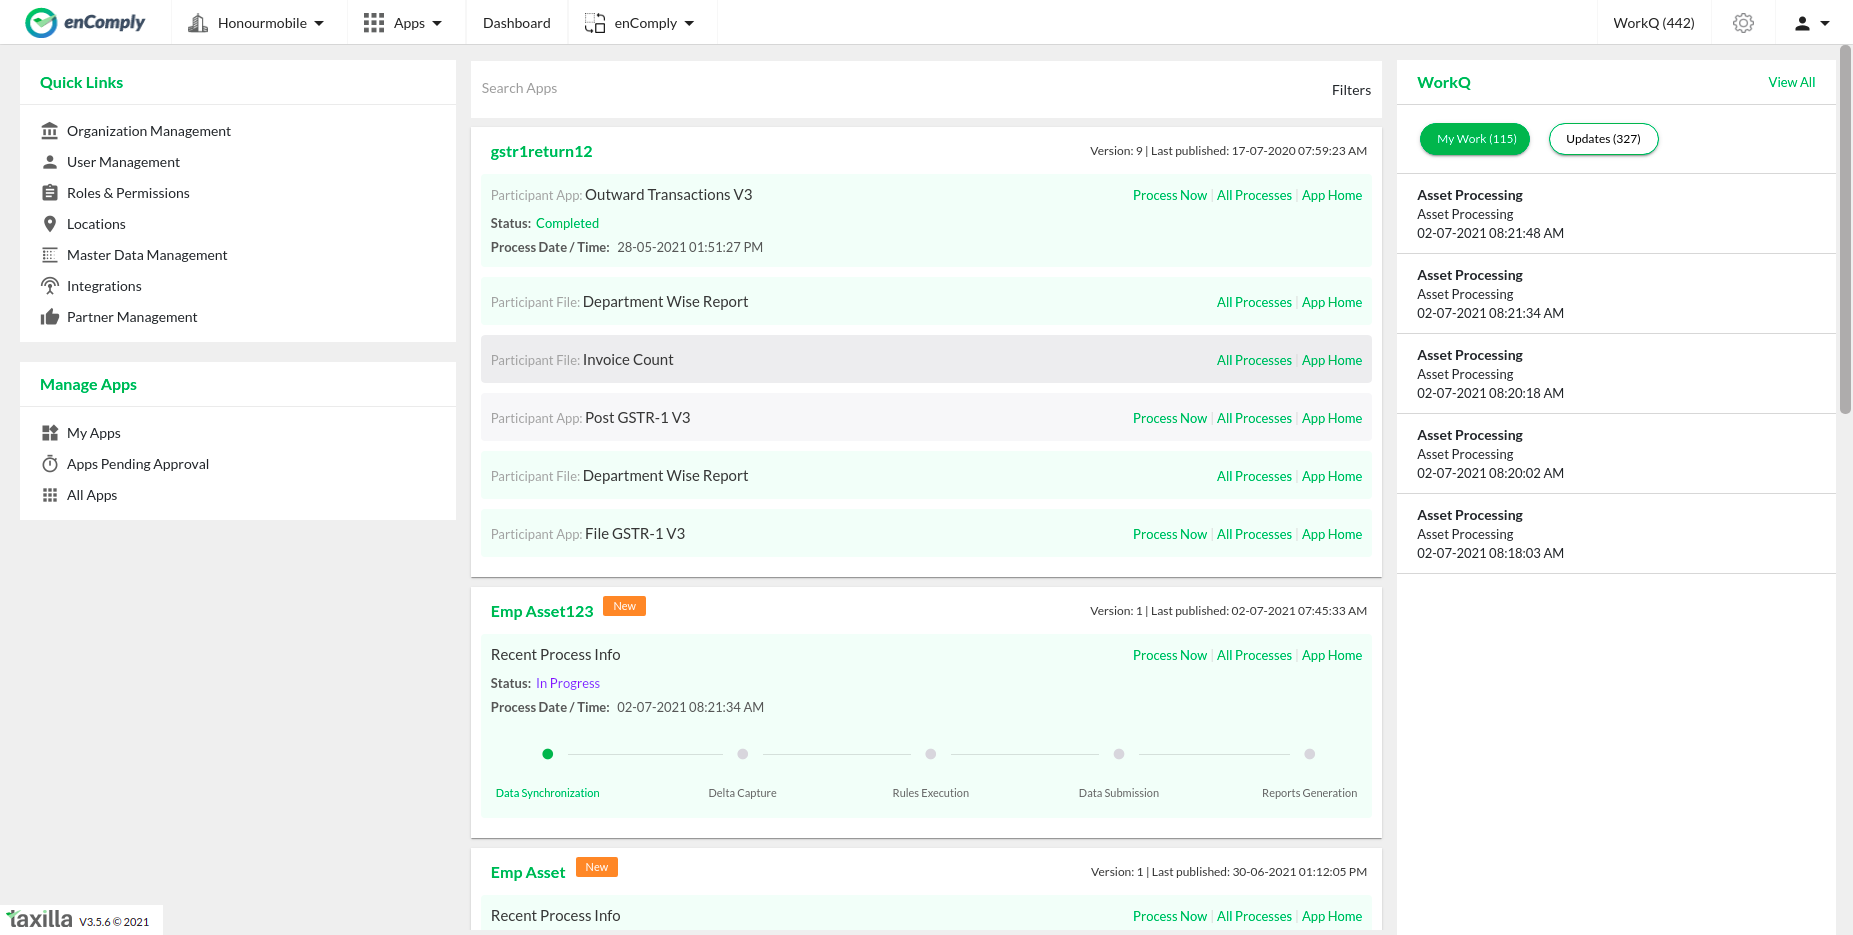 enComply
Honourmobile
Apps
Dashboard
enComply
WorkQ (442)
Quick Links
Organization Management
User Management
Roles & Permissions
Locations
Master Data Management
Integrations
Partner Management
Manage Apps
My Apps
Apps Pending Approval
All Apps
Search Apps
Filters
gstr1return12
Version: 9 | Last published: 17-07-2020 07:59:23 AM
Participant App: Outward Transactions V3
Process Now | All Processes | App Home
Status: Completed
Process Date / Time: 28-05-2021 01:51:27 PM
Participant File: Department Wise Report
All Processes | App Home
Participant File: Invoice Count
All Processes | App Home
Participant App: Post GSTR-1 V3
Process Now | All Processes | App Home
Participant File: Department Wise Report
All Processes | App Home
Participant App: File GSTR-1 V3
Process Now | All Processes | App Home
Emp Asset123
New
Version: 1 | Last published: 02-07-2021 07:45:33 AM
Recent Process Info
Process Now | All Processes | App Home
Status: In Progress
Process Date / Time: 02-07-2021 08:21:34 AM
Data Synchronization
Delta Capture
Rules Execution
Data Submission
Reports Generation
Emp Asset
New
Version: 1 | Last published: 30-06-2021 01:12:05 PM
Recent Process Info
Process Now | All Processes | App Home
WorkQ
View All
My Work (115)
Updates (327)
Asset Processing
Asset Processing
02-07-2021 08:21:48 AM
Asset Processing
Asset Processing
02-07-2021 08:21:34 AM
Asset Processing
Asset Processing
02-07-2021 08:20:18 AM
Asset Processing
Asset Processing
02-07-2021 08:20:02 AM
Asset Processing
Asset Processing
02-07-2021 08:18:03 AM
taxilla V3.5.6 © 2021